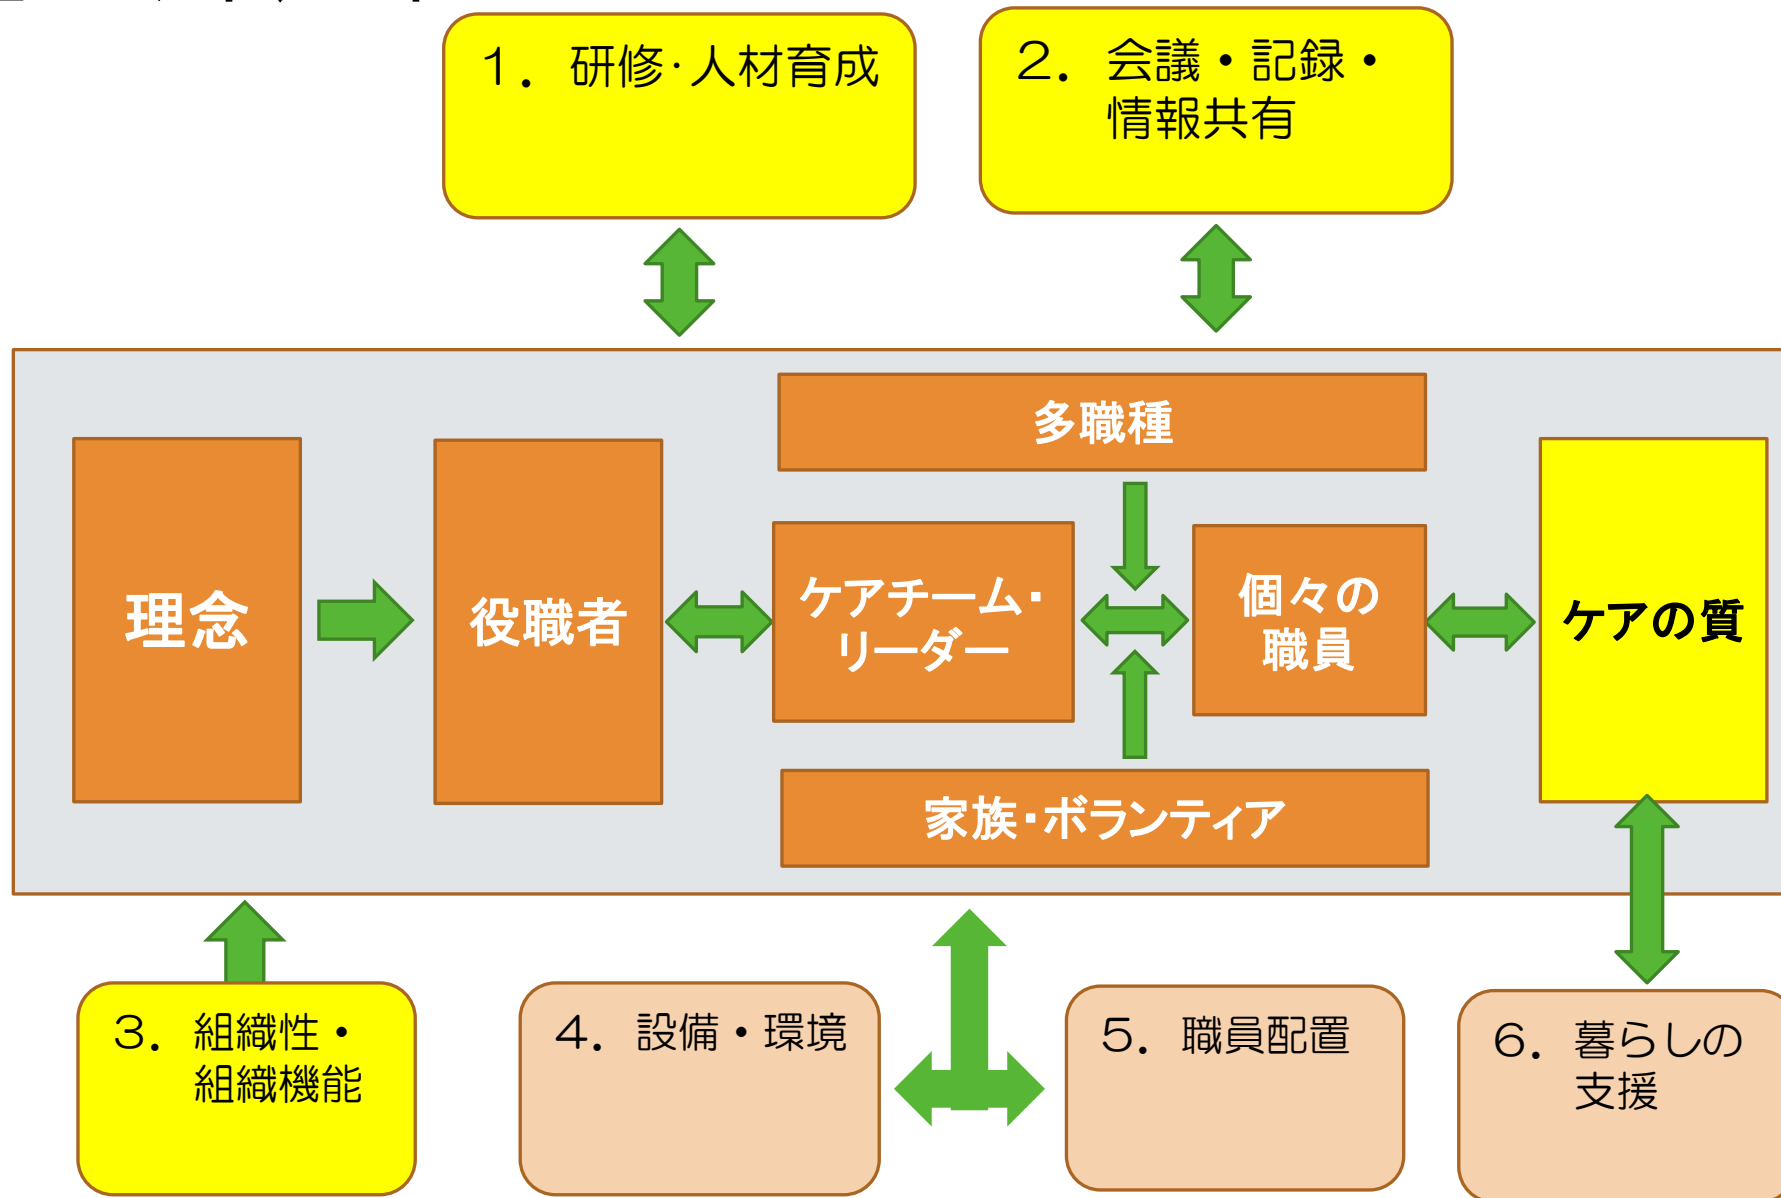 １．研修・人材育成
２．会議・記録・
情報共有
多職種
理念
役職者
ケアチーム・
リーダー
個々の
職員
ケアの質
家族・ボランティア
３．組織性・
組織機能
４．設備・環境
５．職員配置
６．暮らしの
支援